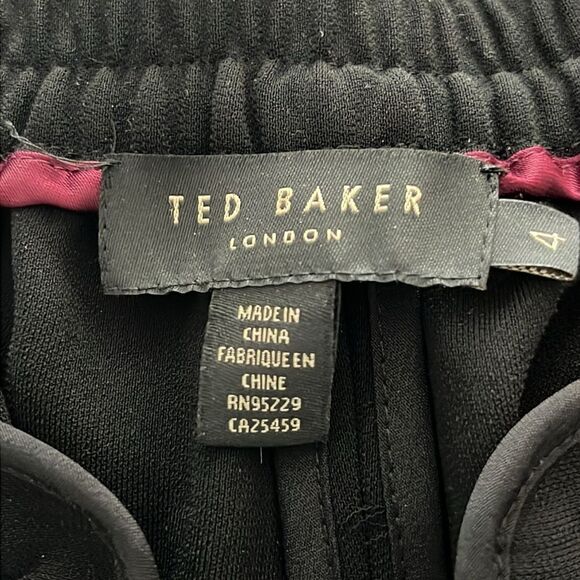 TED BAKER
LONDON
4
MADE IN
CHINA
FABRIQUE EN
CHINE
RN95229
CA25459